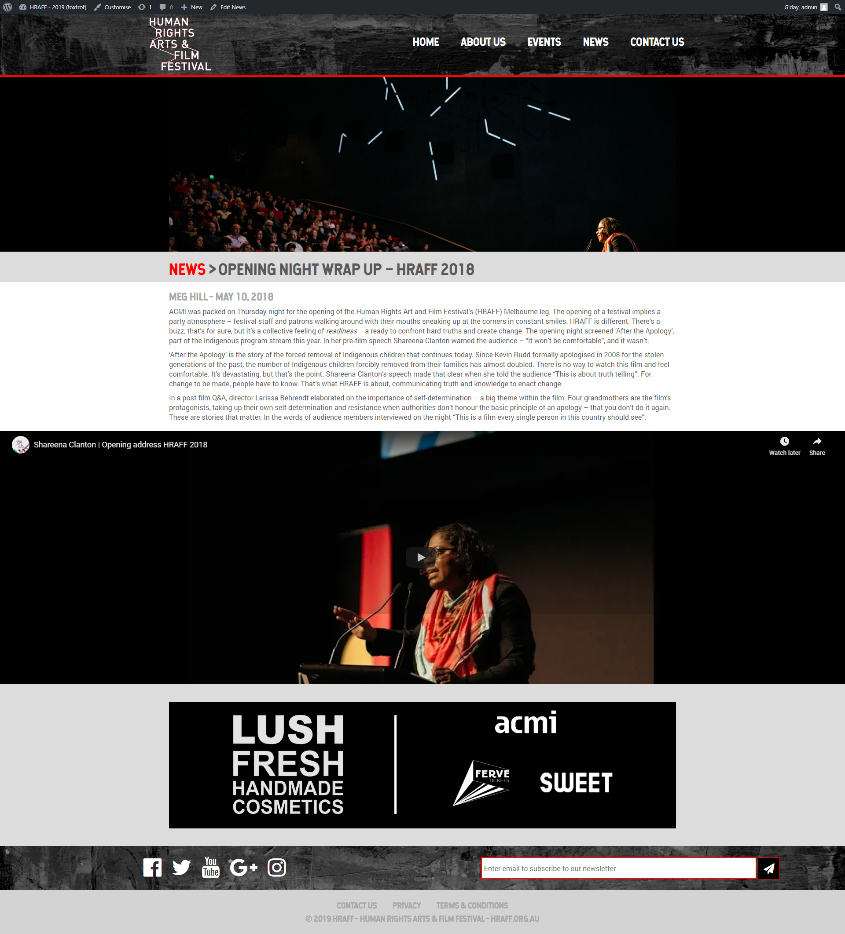 HRAFF - 2019 (foxtrot) Customise 1 0 New Edit News G'day, admin
HUMAN
RIGHTS
ARTS &
FILM
FESTIVAL
HOME ABOUT US EVENTS NEWS CONTACT US
NEWS > OPENING NIGHT WRAP UP – HRAFF 2018
MEG HILL - MAY 10, 2018
ACMI was packed on Thursday night for the opening of the Human Rights Art and Film Festival's (HRAFF) Melbourne leg. The opening of a festival implies a
party atmosphere – festival staff and patrons walking around with their mouths sneaking up at the corners in constant smiles. HRAFF is different. There's a
buzz, that's for sure, but it's a collective feeling of readiness – a ready to confront hard truths and create change. The opening night screened 'After the Apology',
part of the Indigenous program stream this year. In her pre-film speech Shareena Clanton warned the audience – "it won't be comfortable", and it wasn't.
'After the Apology' is the story of the forced removal of Indigenous children that continues today. Since Kevin Rudd formally apologised in 2008 for the stolen
generations of the past, the number of Indigenous children forcibly removed from their families has almost doubled. There is no way to watch this film and feel
comfortable. It's devastating, but that's the point. Shareena Clanton's speech made that clear when she told the audience "This is about truth telling". For
change to be made, people have to know. That's what HRAFF is about, communicating truth and knowledge to enact change.
In a post film Q&A, director Larissa Behrendt elaborated on the importance of self-determination – a big theme within the film. Four grandmothers are the film's
protagonists, taking up their own self determination and resistance when authorities don't honour the basic principle of an apology – that you don't do it again.
These are stories that matter. In the words of audience members interviewed on the night "This is a film every single person in this country should see".
Shareena Clanton | Opening address HRAFF 2018
Watch later Share
LUSH
FRESH
HANDMADE
COSMETICS
acmi
FERVE
TICKETS
SWEET
You
Tube
G+
Enter email to subscribe to our newsletter
CONTACT US PRIVACY TERMS & CONDITIONS
© 2019 HRAFF - HUMAN RIGHTS ARTS & FILM FESTIVAL - HRAFF.ORG.AU